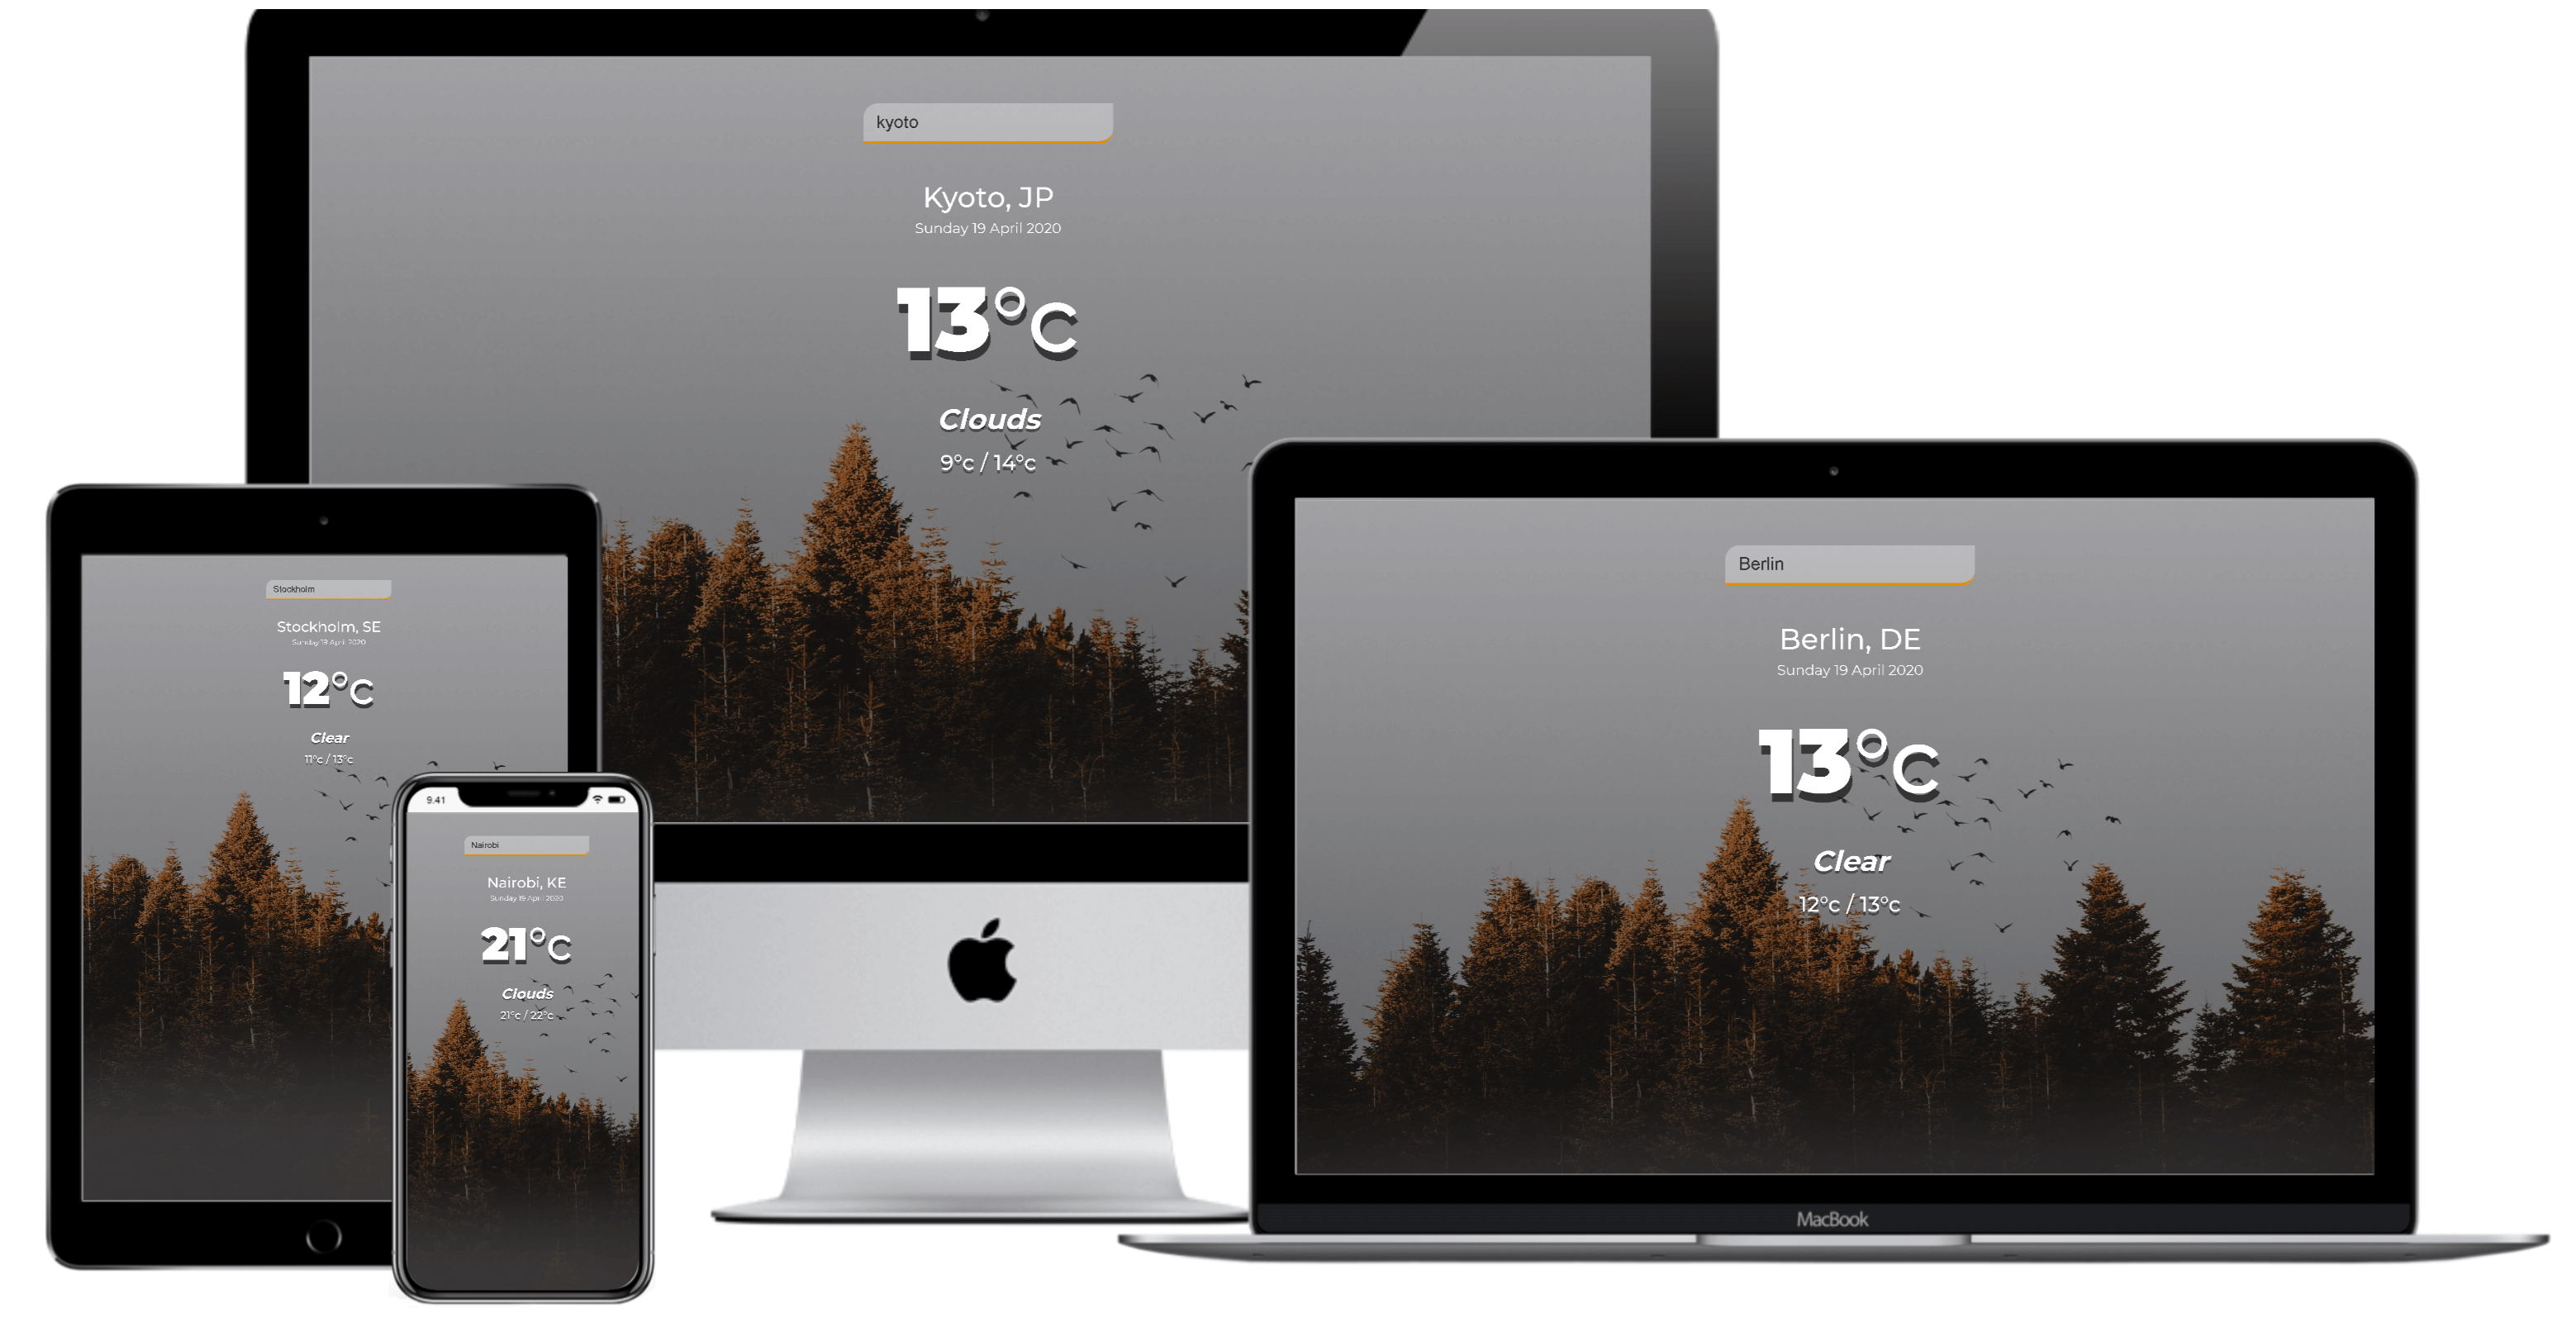 kyoto
Kyoto, JP
Sunday 19 April 2020
13°c
Clouds
9°c / 14°c
Stockholm
Stockholm, SE
Sunday 19 April 2020
12°c
Clear
11°c / 13°c
9.41
Nairobi
Nairobi, KE
Sunday 19 April 2020
21°c
Clouds
21°c / 22°c
Berlin
Berlin, DE
Sunday 19 April 2020
13°c
Clear
12°c / 13°c
MacBook